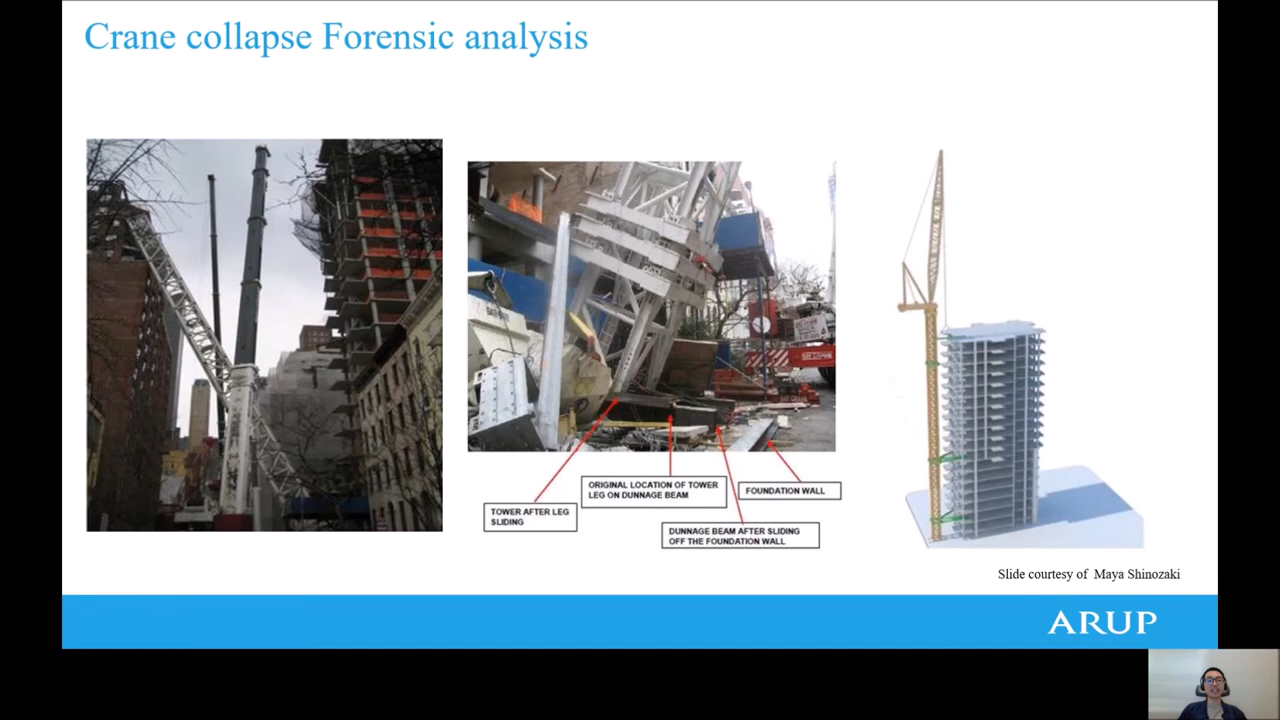 Crane collapse Forensic analysis
ORIGINAL LOCATION OF TOWER
LEG ON DUNNAGE BEAM
FOUNDATION WALL
TOWER AFTER LEG
SLIDING
DUNNAGE BEAM AFTER SLIDING
OFF THE FOUNDATION WALL
Slide courtesy of Maya Shinozaki
ARUP